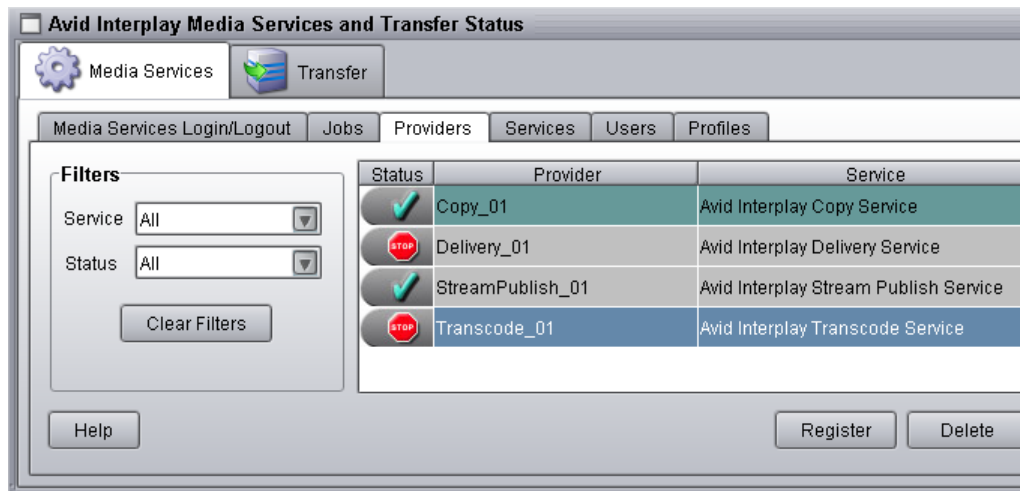 Avid Interplay Media Services and Transfer Status
Media Services Transfer
Media Services Login/Logout Jobs Providers Services Users Profiles
Filters
Service All
Status All
Clear Filters
Status Provider Service
Copy_01 Avid Interplay Copy Service
STOP Delivery_01 Avid Interplay Delivery Service
StreamPublish_01 Avid Interplay Stream Publish Service
STOP Transcode_01 Avid Interplay Transcode Service
Help Register Delete